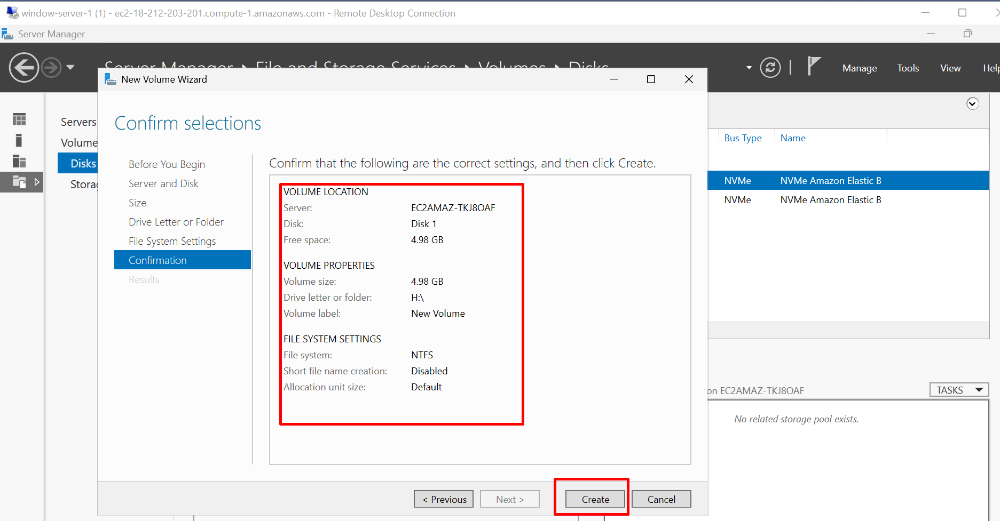 window-server-1 (1) - ec2-18-212-203-201.compute-1.amazonaws.com - Remote Desktop Connection
Server Manager
Server Manager File and Storage Services Volumes Disks
Manage Tools View Help
New Volume Wizard
Servers
Volume
Disks
Storag
Confirm selections
Before You Begin
Server and Disk
Size
Drive Letter or Folder
File System Settings
Confirmation
Results
Confirm that the following are the correct settings, and then click Create.
VOLUME LOCATION
Server: EC2AMAZ-TKJ8OAF
Disk: Disk 1
Free space: 4.98 GB
VOLUME PROPERTIES
Volume size: 4.98 GB
Drive letter or folder: H:\
Volume label: New Volume
FILE SYSTEM SETTINGS
File system: NTFS
Short file name creation: Disabled
Allocation unit size: Default
< Previous Next > Create Cancel
Bus Type Name
NVMe NVMe Amazon Elastic B
NVMe NVMe Amazon Elastic B
on EC2AMAZ-TKJ8OAF
TASKS
No related storage pool exists.